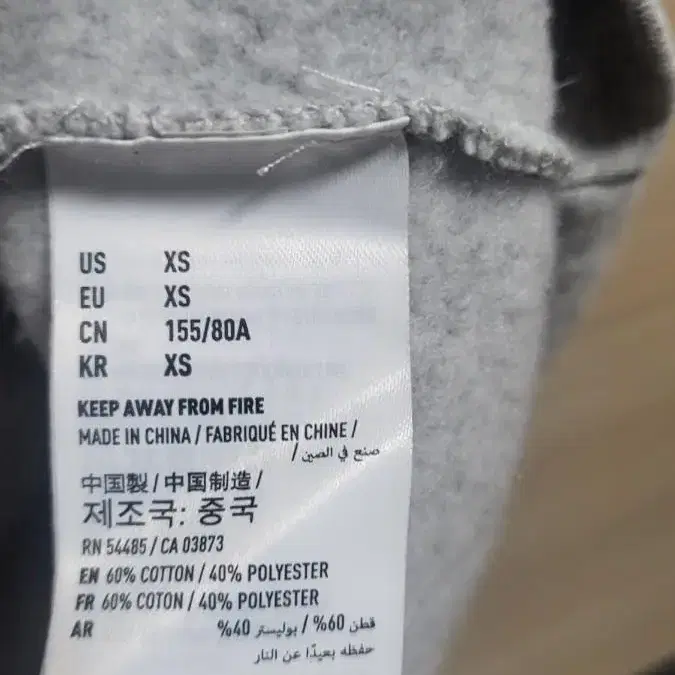 US XS
EU XS
CN 155/80A
KR XS
KEEP AWAY FROM FIRE
MADE IN CHINA / FABRIQUÉ EN CHINE /
صنع في الصين /
中国製 / 中国制造 /
제조국: 중국
RN 54485 / CA 03873
EN 60% COTTON / 40% POLYESTER
FR 60% COTON / 40% POLYESTER
AR قطن 60% / بوليستر 40%
حفظه بعيدًا عن النار